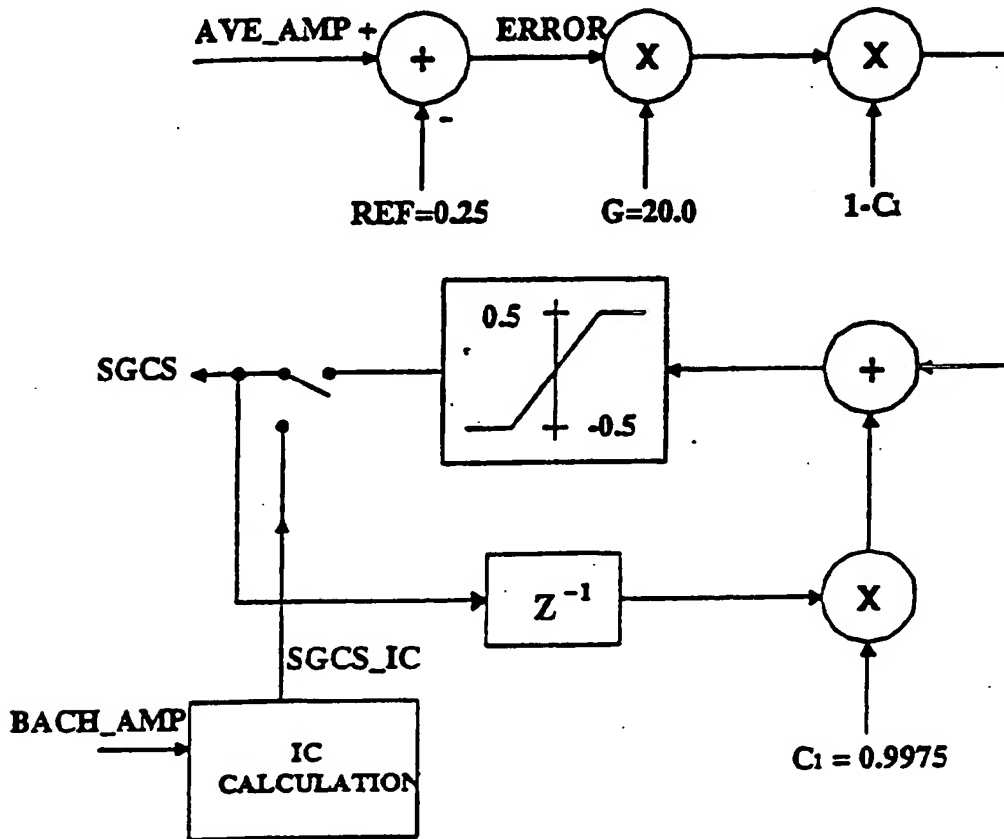 AVE_AMP +
ERROR
+
X
X
-
REF=0.25
G=20.0
1-C1
0.5
-0.5
SGCS
+
Z -1
X
SGCS_IC
BACH_AMP
IC
CALCULATION
C1 = 0.9975